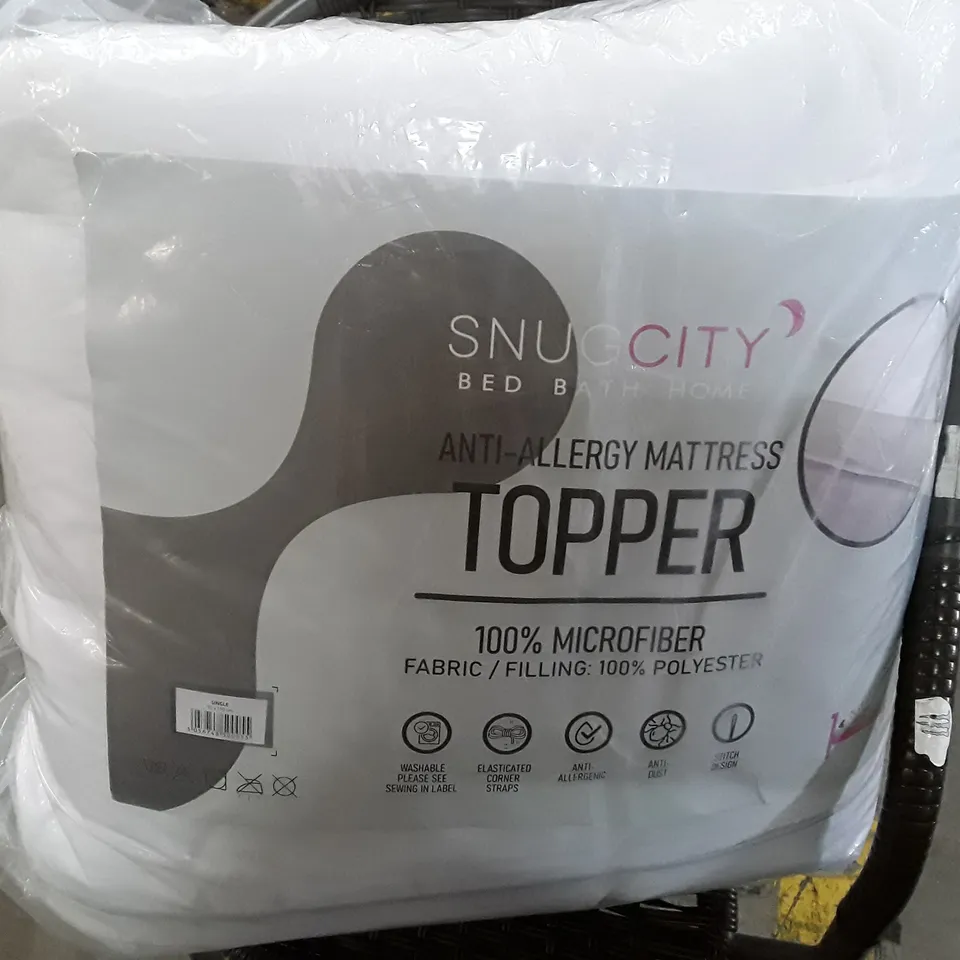 SNUGCITY
BED BATH HOME
ANTI-ALLERGY MATTRESS
TOPPER
100% MICROFIBER
FABRIC / FILLING: 100% POLYESTER
SINGLE
WASHABLE
PLEASE SEE
SEWING IN LABEL
ELASTICATED
CORNER
STRAPS
ANTI-
ALLERGENIC
ANTI-
DUST
STITCH
DESIGN